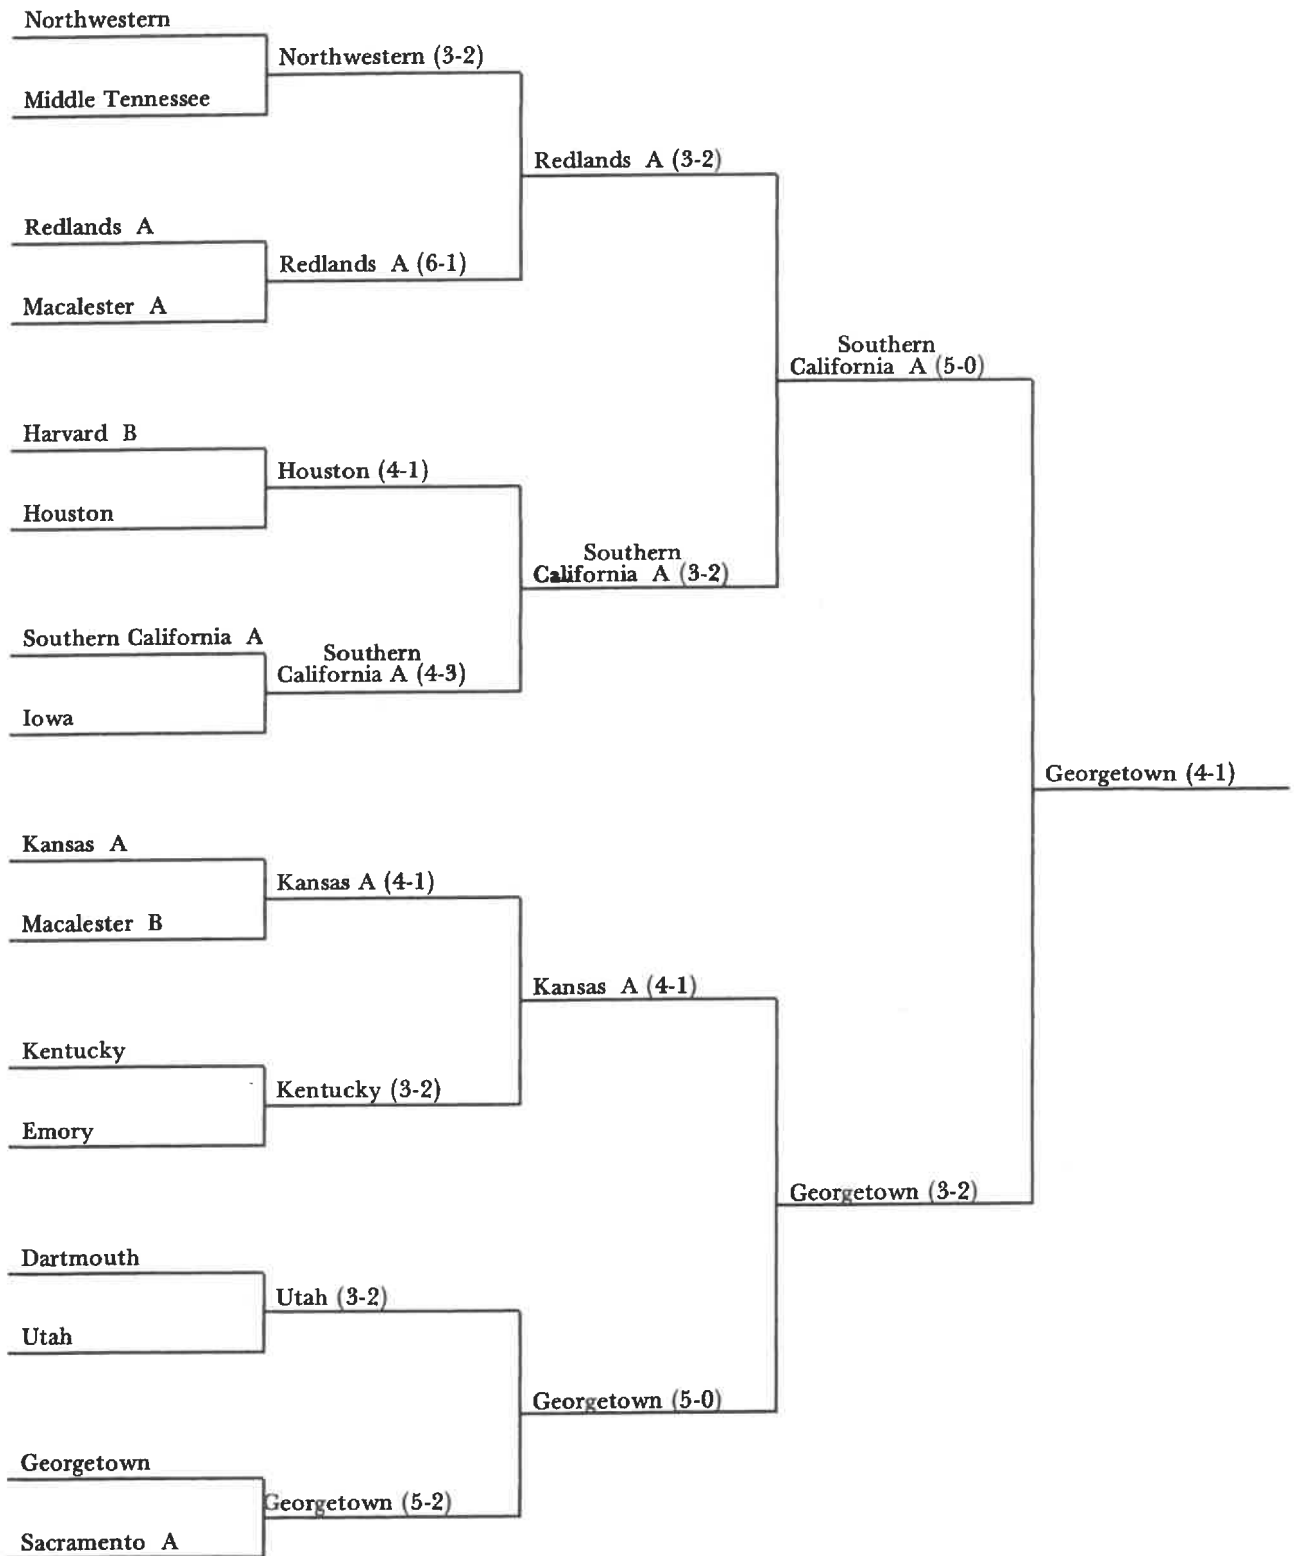 Northwestern
Northwestern (3-2)
Middle Tennessee
Redlands A (3-2)
Redlands A
Redlands A (6-1)
Macalester A
Southern
California A (5-0)
Harvard B
Houston (4-1)
Houston
Southern
California A (3-2)
Southern California A
Southern
California A (4-3)
Iowa
Georgetown (4-1)
Kansas A
Kansas A (4-1)
Macalester B
Kansas A (4-1)
Kentucky
Kentucky (3-2)
Emory
Georgetown (3-2)
Dartmouth
Utah (3-2)
Utah
Georgetown (5-0)
Georgetown
Georgetown (5-2)
Sacramento A